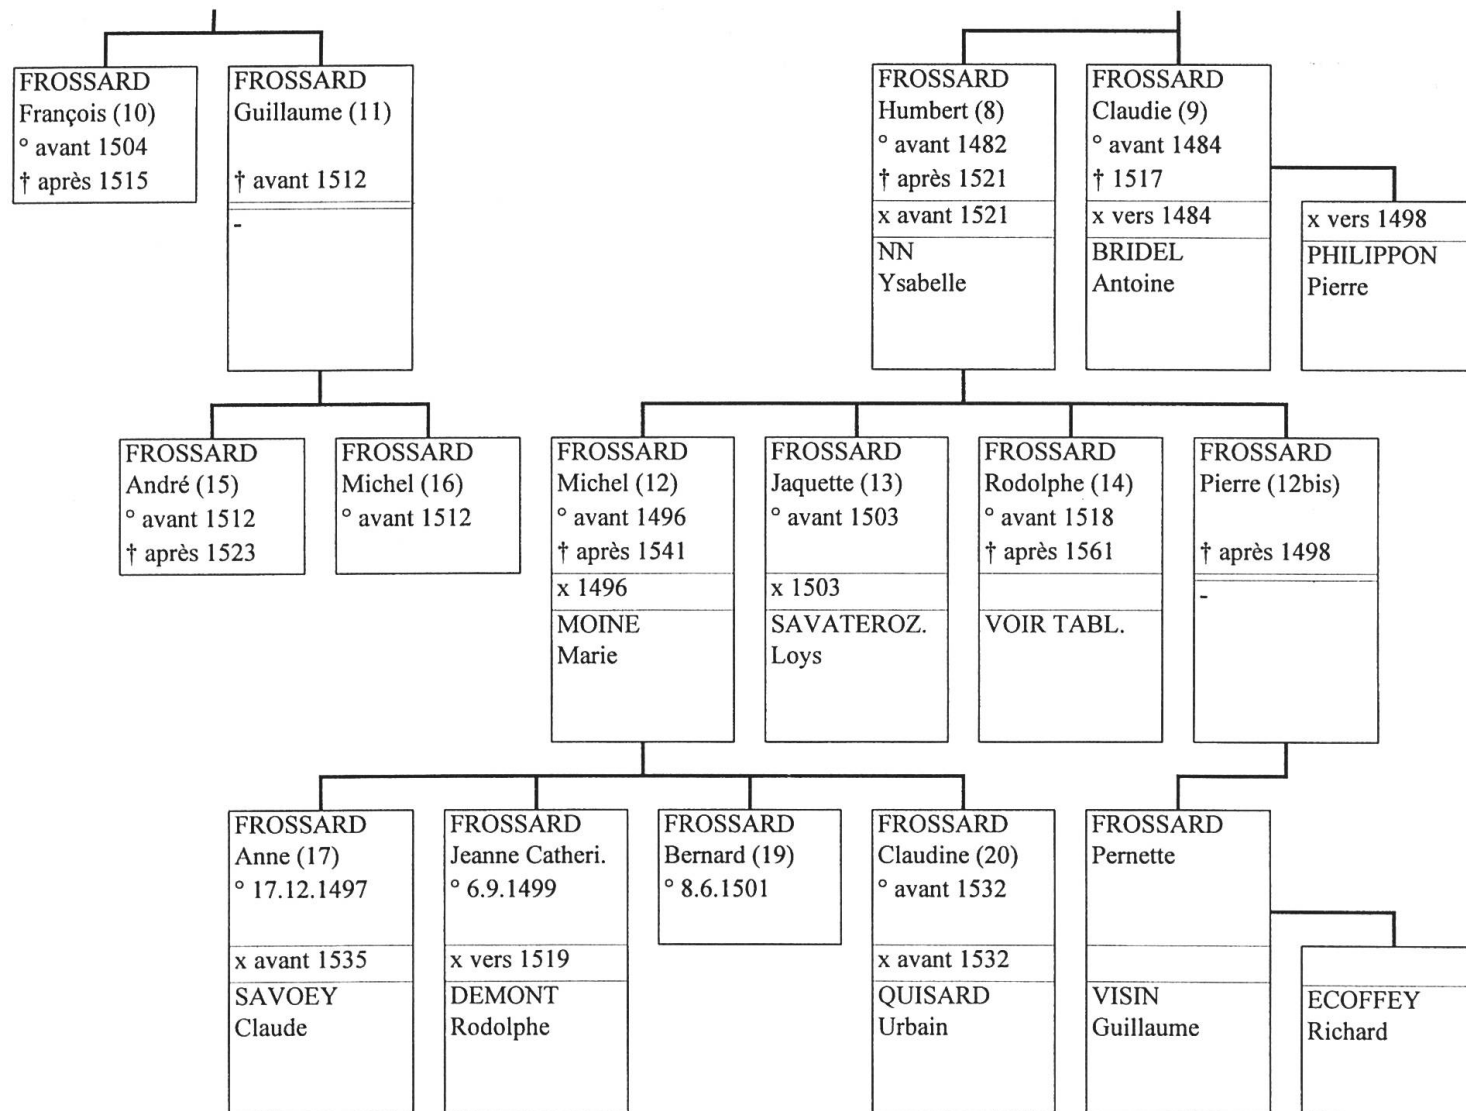 FROSSARD
François (10)
° avant 1504
† après 1515
FROSSARD
Guillaume (11)
† avant 1512
-
FROSSARD
Humbert (8)
° avant 1482
† après 1521
x avant 1521
NN
Ysabelle
FROSSARD
Claudie (9)
° avant 1484
† 1517
x vers 1484
BRIDEL
Antoine
x vers 1498
PHILIPPON
Pierre
FROSSARD
André (15)
° avant 1512
† après 1523
FROSSARD
Michel (16)
° avant 1512
FROSSARD
Michel (12)
° avant 1496
† après 1541
x 1496
MOINE
Marie
FROSSARD
Jaquette (13)
° avant 1503
x 1503
SAVATEROZ.
Loys
FROSSARD
Rodolphe (14)
° avant 1518
† après 1561
VOIR TABL.
FROSSARD
Pierre (12bis)
† après 1498
-
FROSSARD
Anne (17)
° 17.12.1497
x avant 1535
SAVOEY
Claude
FROSSARD
Jeanne Catheri.
° 6.9.1499
x vers 1519
DEMONT
Rodolphe
FROSSARD
Bernard (19)
° 8.6.1501
FROSSARD
Claudine (20)
° avant 1532
x avant 1532
QUISARD
Urbain
FROSSARD
Pernette
VISIN
Guillaume
ECOFFEY
Richard